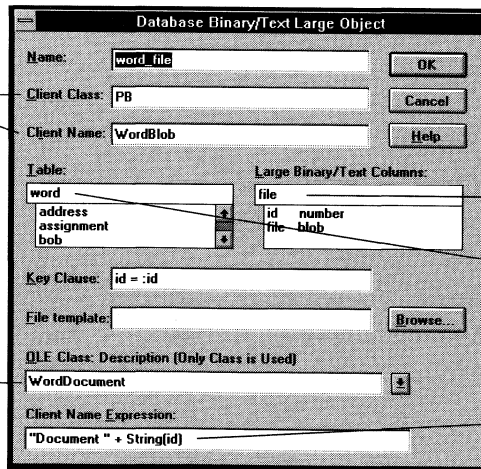 Database Binary/Text Large Object
Name: word_file OK
Client Class: PB Cancel
Client Name: WordBlob Help
Table: Large Binary/Text Columns:
word file
address id number
assignment file blob
bob
Key Clause: id = :id
File template: Browse...
OLE Class: Description (Only Class is Used)
WordDocument
Client Name Expression:
"Document " + String(id)